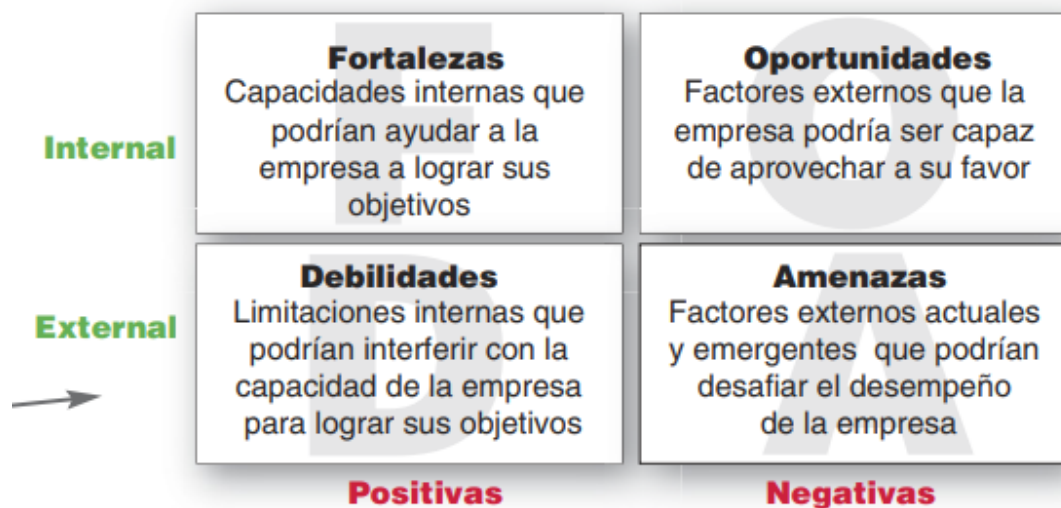 Fortalezas
Capacidades internas que
podrían ayudar a la
empresa a lograr sus
objetivos
Oportunidades
Factores externos que la
empresa podría ser capaz
de aprovechar a su favor
Internal
Debilidades
Limitaciones internas que
podrían interferir con la
capacidad de la empresa
para lograr sus objetivos
Amenazas
Factores externos actuales
y emergentes que podrían
desafiar el desempeño
de la empresa
External
Positivas
Negativas
F
O
D
A